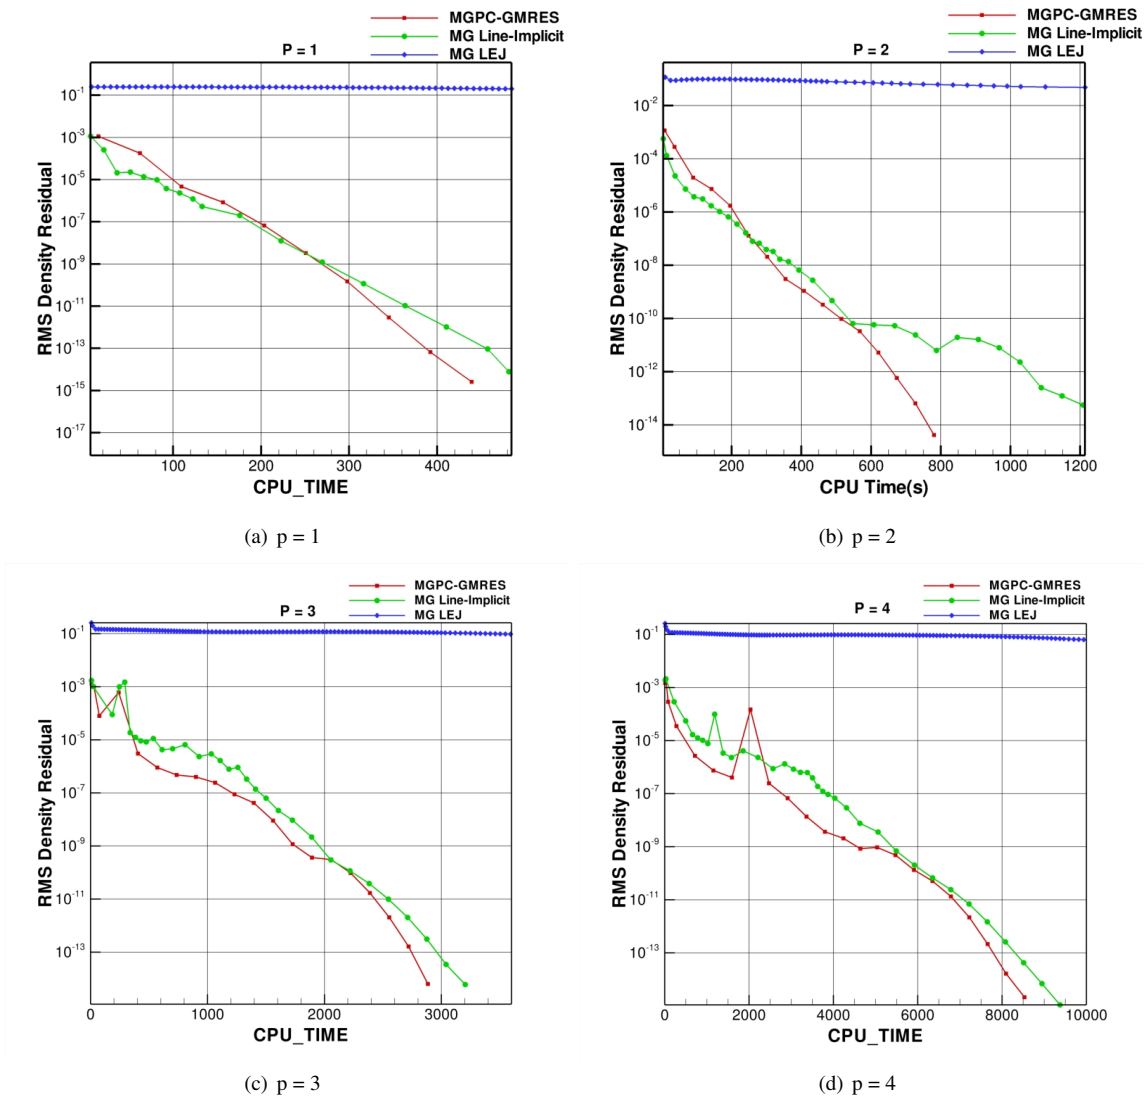 MGPC-GMRES
MG Line-Implicit
MG LEJ
P = 1
RMS Density Residual
10-1
10-3
10-5
10-7
10-9
10-11
10-13
10-15
10-17
100 200 300 400
CPU_TIME
(a) p = 1
MGPC-GMRES
MG Line-Implicit
MG LEJ
P = 2
RMS Density Residual
10-2
10-4
10-6
10-8
10-10
10-12
10-14
200 400 600 800 1000 1200
CPU Time(s)
(b) p = 2
MGPC-GMRES
MG Line-Implicit
MG LEJ
P = 3
RMS Density Residual
10-1
10-3
10-5
10-7
10-9
10-11
10-13
0 1000 2000 3000
CPU_TIME
(c) p = 3
MGPC-GMRES
MG Line-Implicit
MG LEJ
P = 4
RMS Density Residual
10-1
10-3
10-5
10-7
10-9
10-11
10-13
0 2000 4000 6000 8000 10000
CPU_TIME
(d) p = 4